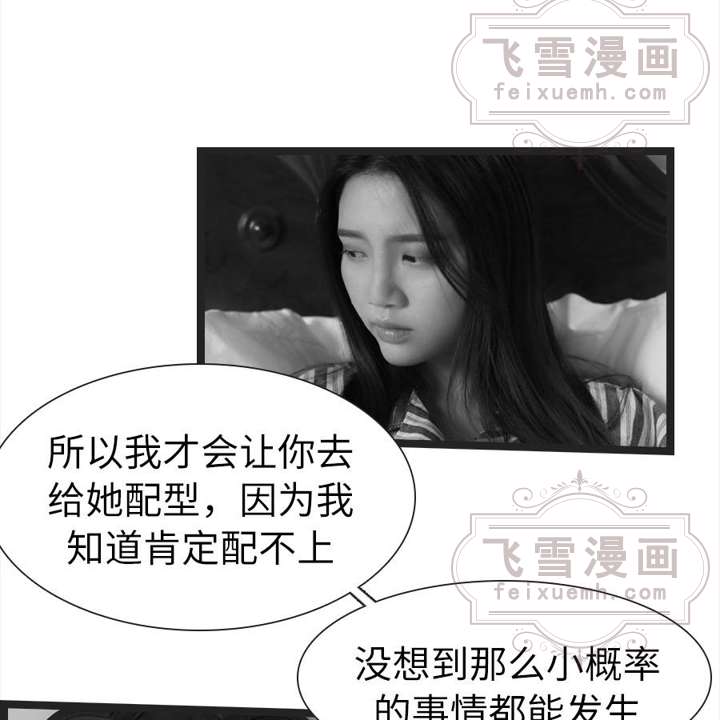 飞雪漫画
feixuemh.com
所以我才会让你去
给她配型，因为我
知道肯定配不上
飞雪漫画
feixuemh.com
没想到那么小概率
的事情都能发生